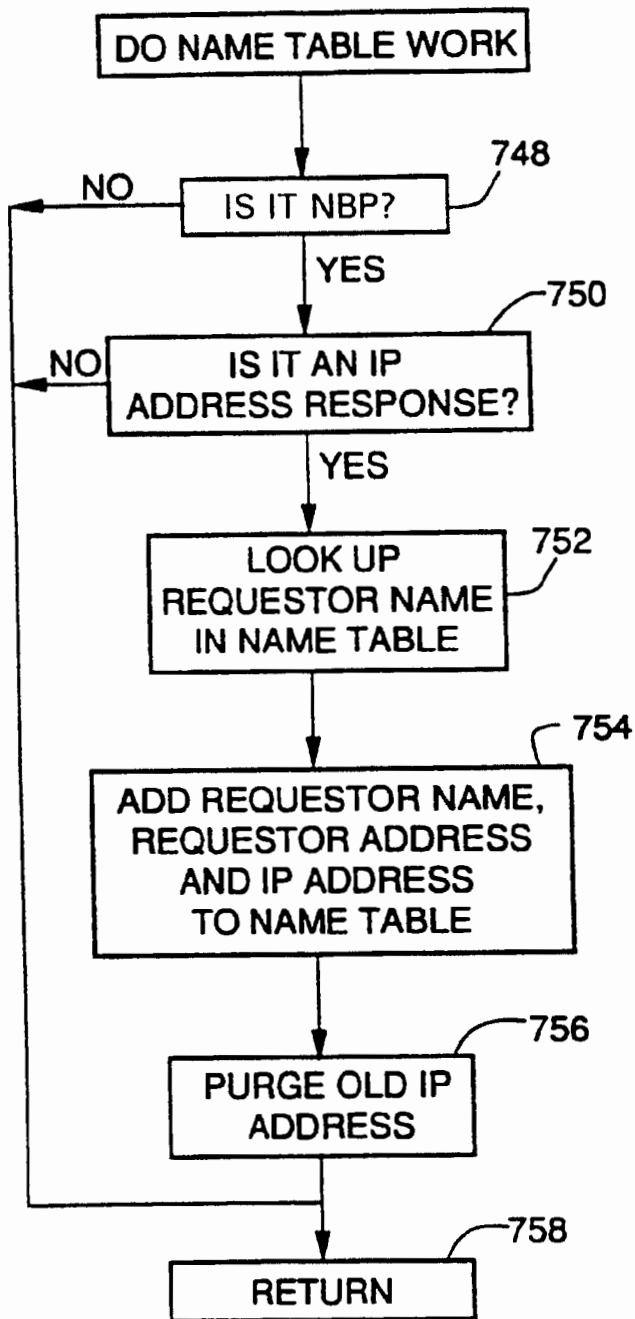 DO NAME TABLE WORK
748
NO
IS IT NBP?
YES
750
NO
IS IT AN IP
ADDRESS RESPONSE?
YES
752
LOOK UP
REQUESTOR NAME
IN NAME TABLE
754
ADD REQUESTOR NAME,
REQUESTOR ADDRESS
AND IP ADDRESS
TO NAME TABLE
756
PURGE OLD IP
ADDRESS
758
RETURN